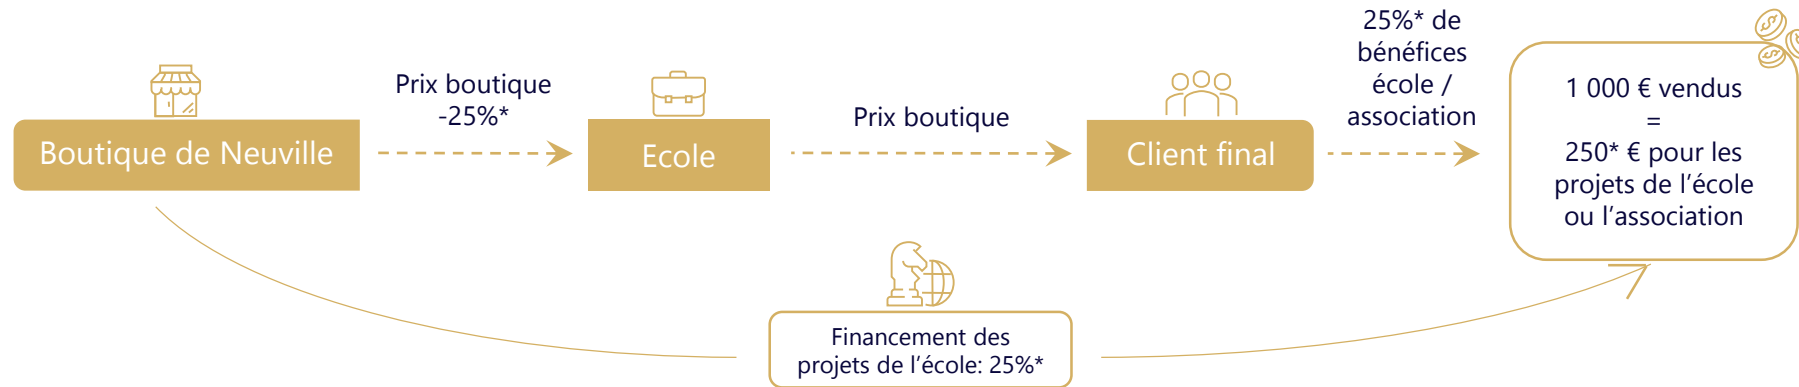 Boutique de Neuville
Prix boutique
-25%*
Ecole
Prix boutique
Client final
25%* de
bénéfices
école /
association
1 000 € vendus
=
250* € pour les
projets de l'école
ou l'association
Financement des
projets de l'école: 25%*